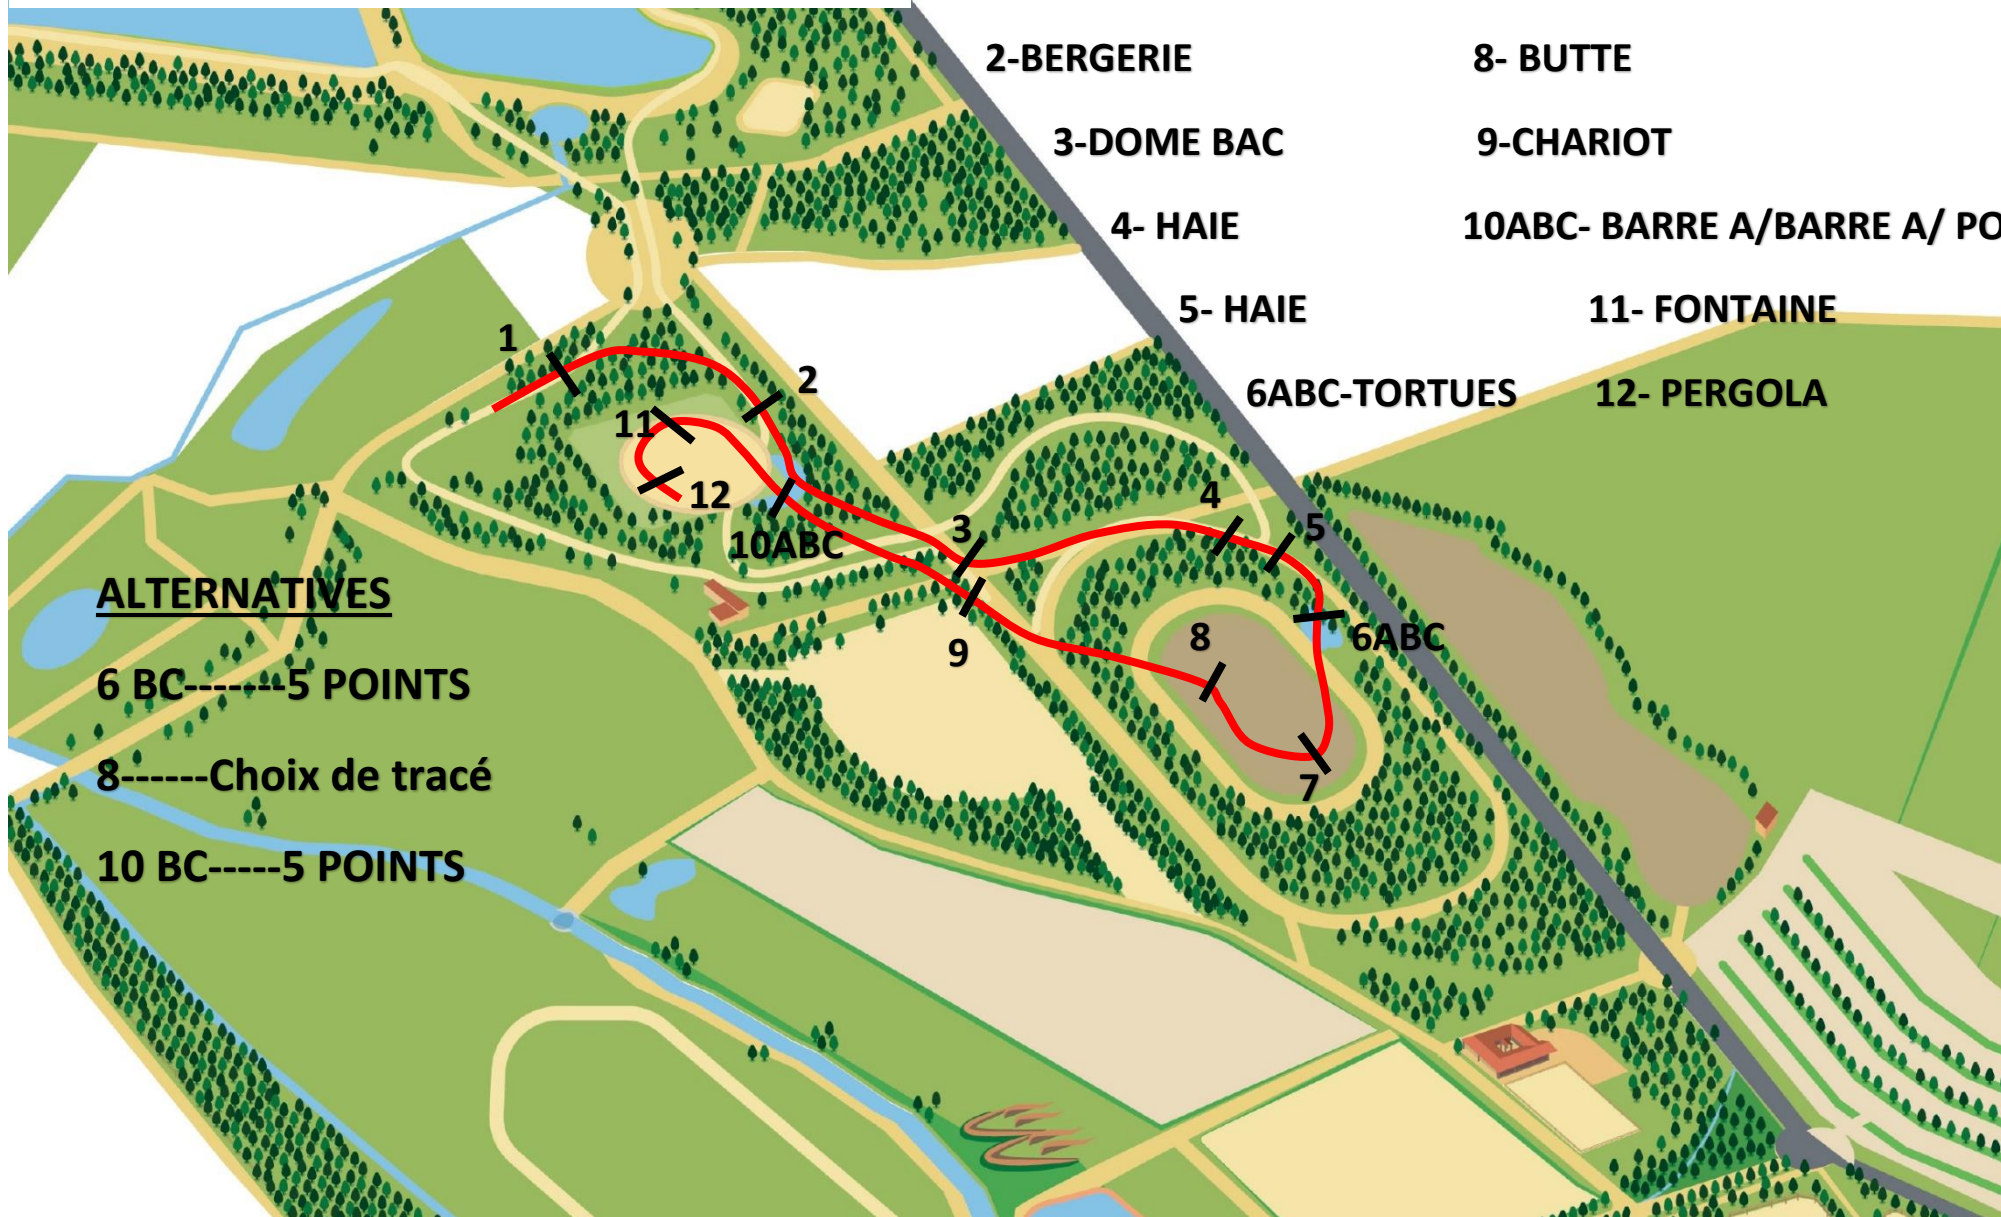 2-BERGERIE
3-DOME BAC
4- HAIE
5- HAIE
6ABC-TORTUES
8- BUTTE
9-CHARIOT
10ABC- BARRE A/BARRE A/ PO
11- FONTAINE
12- PERGOLA
1
2
11
12
10ABC
3
4
5
9
8
6ABC
7
ALTERNATIVES
6 BC-------5 POINTS
8------Choix de tracé
10 BC-----5 POINTS